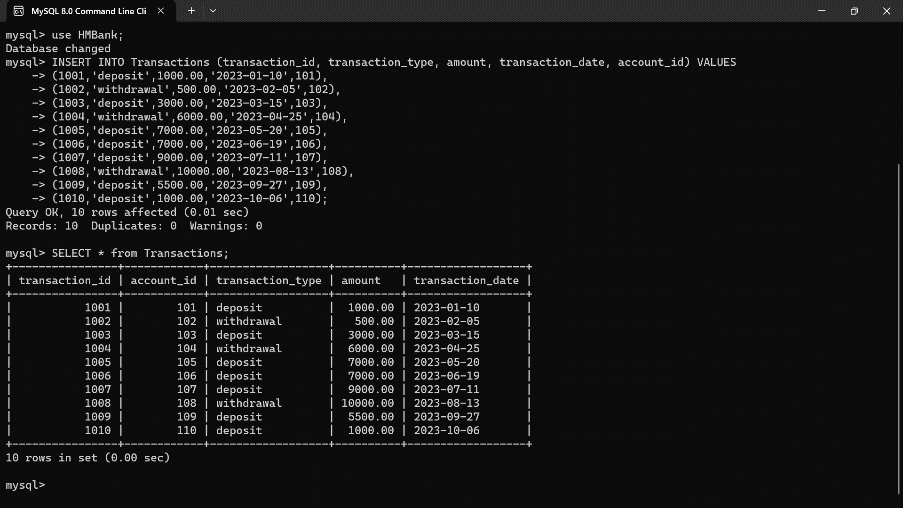 MySQL 8.0 Command Line Cli
mysql> use HMBank;
Database changed
mysql> INSERT INTO Transactions (transaction_id, transaction_type, amount, transaction_date, account_id) VALUES
    -> (1001,'deposit',1000.00,'2023-01-10',101),
    -> (1002,'withdrawal',500.00,'2023-02-05',102),
    -> (1003,'deposit',3000.00,'2023-03-15',103),
    -> (1004,'withdrawal',6000.00,'2023-04-25',104),
    -> (1005,'deposit',7000.00,'2023-05-20',105),
    -> (1006,'deposit',7000.00,'2023-06-19',106),
    -> (1007,'deposit',9000.00,'2023-07-11',107),
    -> (1008,'withdrawal',10000.00,'2023-08-13',108),
    -> (1009,'deposit',5500.00,'2023-09-27',109),
    -> (1010,'deposit',1000.00,'2023-10-06',110);
Query OK, 10 rows affected (0.01 sec)
Records: 10  Duplicates: 0  Warnings: 0
mysql> SELECT * from Transactions;
+----------------+------------+------------------+----------+------------------+
| transaction_id | account_id | transaction_type | amount   | transaction_date |
+----------------+------------+------------------+----------+------------------+
|           1001 |        101 | deposit          |  1000.00 | 2023-01-10       |
|           1002 |        102 | withdrawal       |   500.00 | 2023-02-05       |
|           1003 |        103 | deposit          |  3000.00 | 2023-03-15       |
|           1004 |        104 | withdrawal       |  6000.00 | 2023-04-25       |
|           1005 |        105 | deposit          |  7000.00 | 2023-05-20       |
|           1006 |        106 | deposit          |  7000.00 | 2023-06-19       |
|           1007 |        107 | deposit          |  9000.00 | 2023-07-11       |
|           1008 |        108 | withdrawal       | 10000.00 | 2023-08-13       |
|           1009 |        109 | deposit          |  5500.00 | 2023-09-27       |
|           1010 |        110 | deposit          |  1000.00 | 2023-10-06       |
+----------------+------------+------------------+----------+------------------+
10 rows in set (0.00 sec)
mysql>